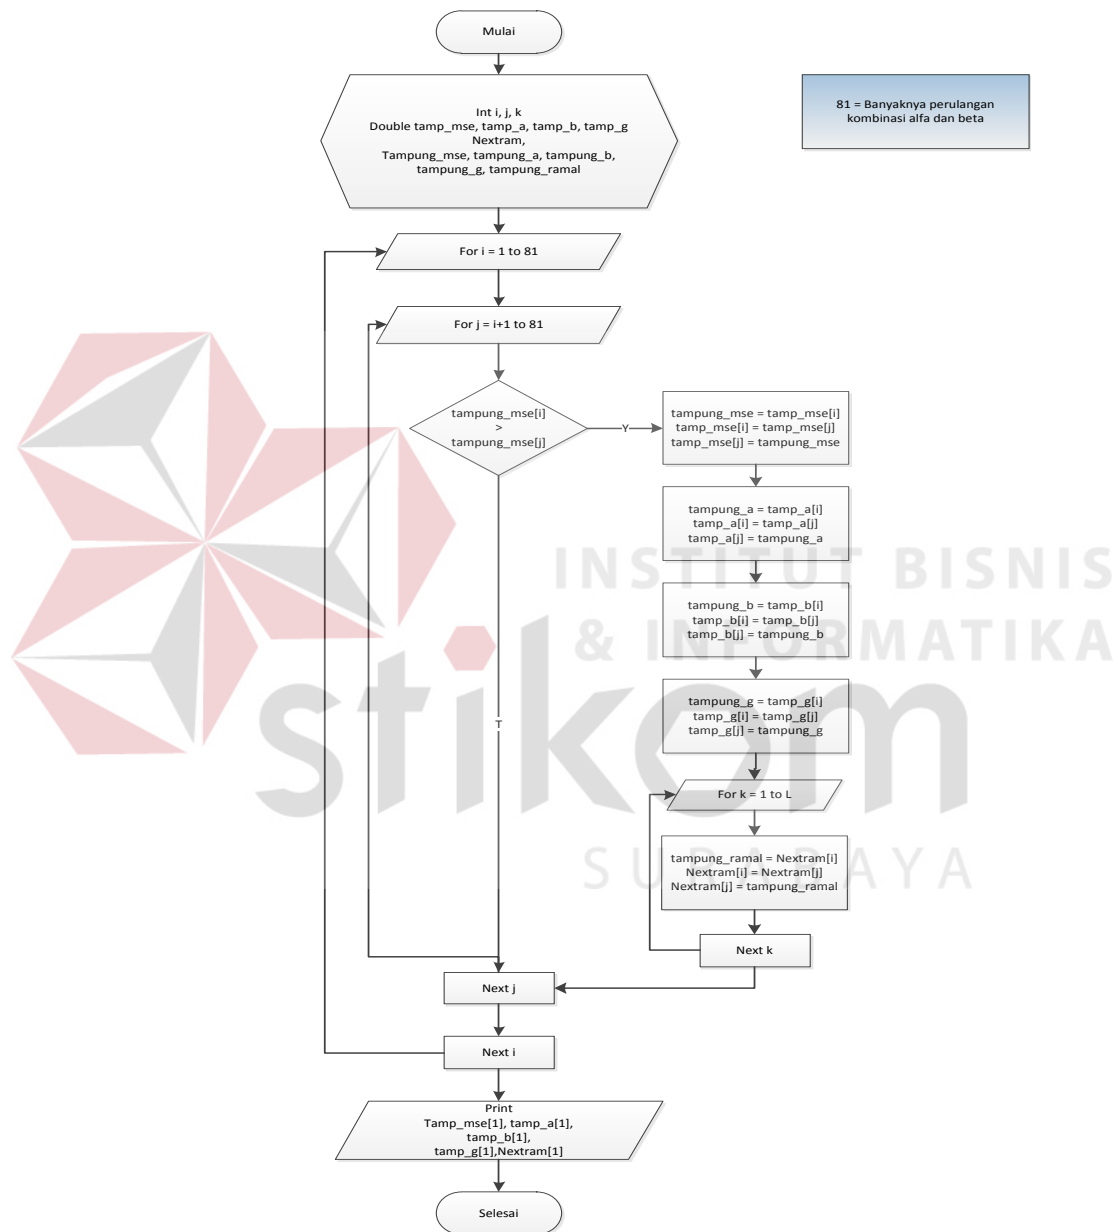 Mulai
Int i, j, k
Double tamp_mse, tamp_a, tamp_b, tamp_g
Nextram,
Tampung_mse, tampung_a, tampung_b,
tampung_g, tampung_ramal
81 = Banyaknya perulangan
kombinasi alfa dan beta
For i = 1 to 81
For j = i+1 to 81
tampung_mse[i]
>
tampung_mse[j]
Y
tampung_mse = tamp_mse[i]
tamp_mse[i] = tamp_mse[j]
tamp_mse[j] = tampung_mse
tampung_a = tamp_a[i]
tamp_a[i] = tamp_a[j]
tamp_a[j] = tampung_a
tampung_b = tamp_b[i]
tamp_b[i] = tamp_b[j]
tamp_b[j] = tampung_b
tampung_g = tamp_g[i]
tamp_g[i] = tamp_g[j]
tamp_g[j] = tampung_g
T
For k = 1 to L
tampung_ramal = Nextram[i]
Nextram[i] = Nextram[j]
Nextram[j] = tampung_ramal
Next k
Next j
Next i
Print
Tamp_mse[1], tamp_a[1],
tamp_b[1],
tamp_g[1],Nextram[1]
Selesai
INSTITUT BISNIS
& INFORMATIKA
stikom
SURABAYA